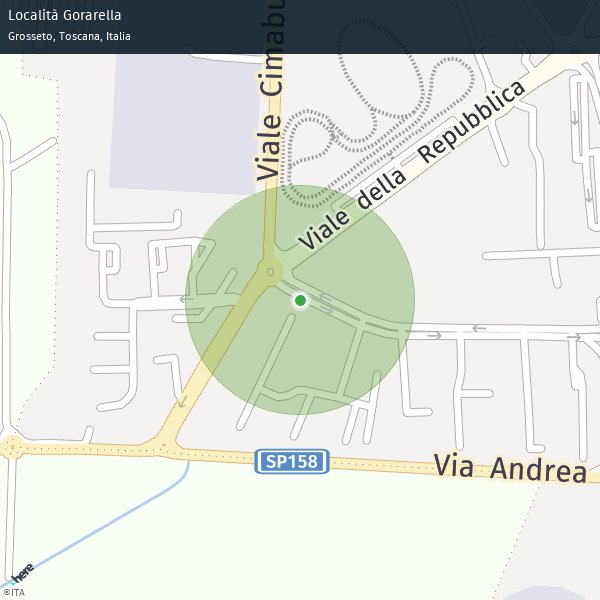 Località Gorarella
Grosseto, Toscana, Italia
Viale Cimabu
Viale della Repubblica
SP158
Via Andrea
here
©ITA